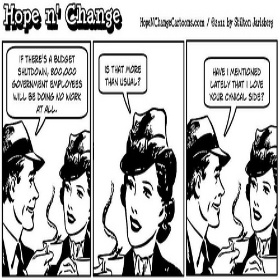 Hope n' Change
HopeNChangeCartoons.com / ©2011 by Stilton Jarlsberg
IF THERE'S A BUDGET
SHUTDOWN, 800,000
GOVERNMENT EMPLOYEES
WILL BE DOING NO WORK
AT ALL.
IS THAT MORE
THAN USUAL?
HAVE I MENTIONED
LATELY THAT I LOVE
YOUR CYNICAL SIDE?